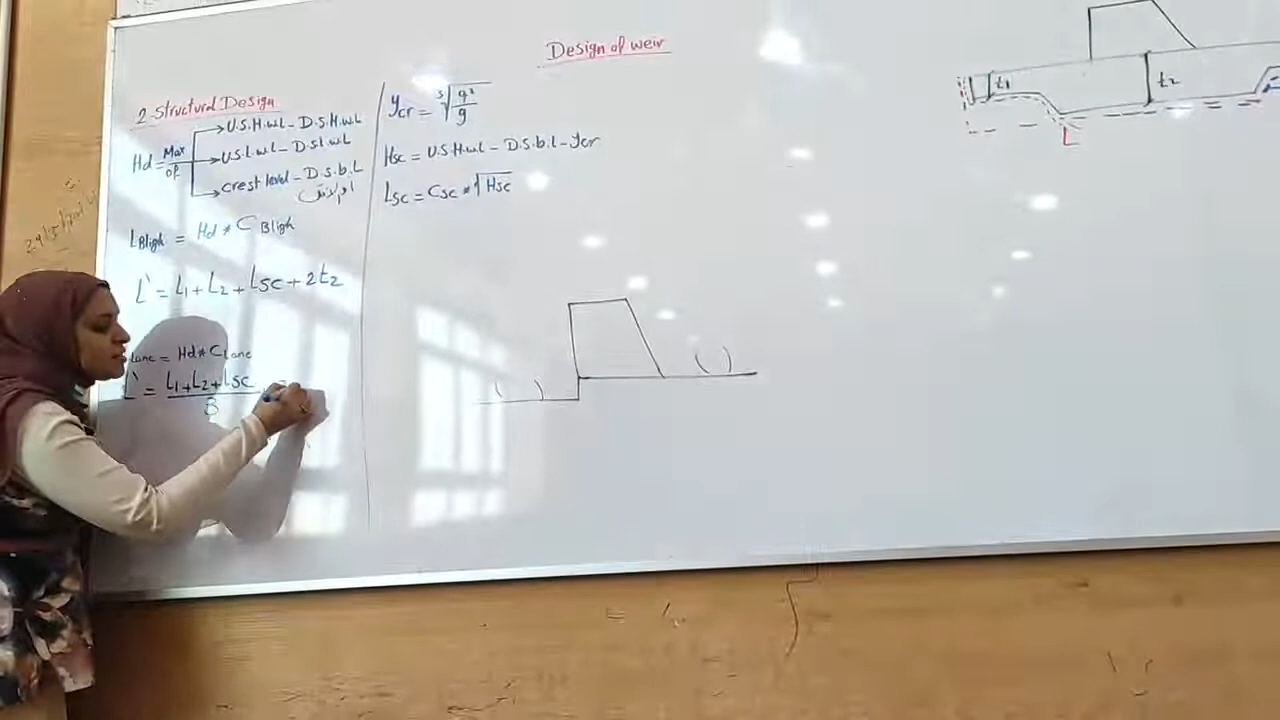 Design of weir
2-Structural Design
Hd = Max of
U.S.H.w.L - D.S.H.w.L
U.S.L.w.L - D.S.L.w.L
Crest level - D.S.b.L
L Bligh = Hd * C Bligh
L` = L1 + L2 + LSC + 2t2
Lane = Hd * CLane
L` = L1 + L2 + LSC / 3
ycr = ³√(q²/g)
Hsc = U.S.H.w.L - D.S.b.L - ycr
Lsc = Csc * √Hsc
t1
t2
L